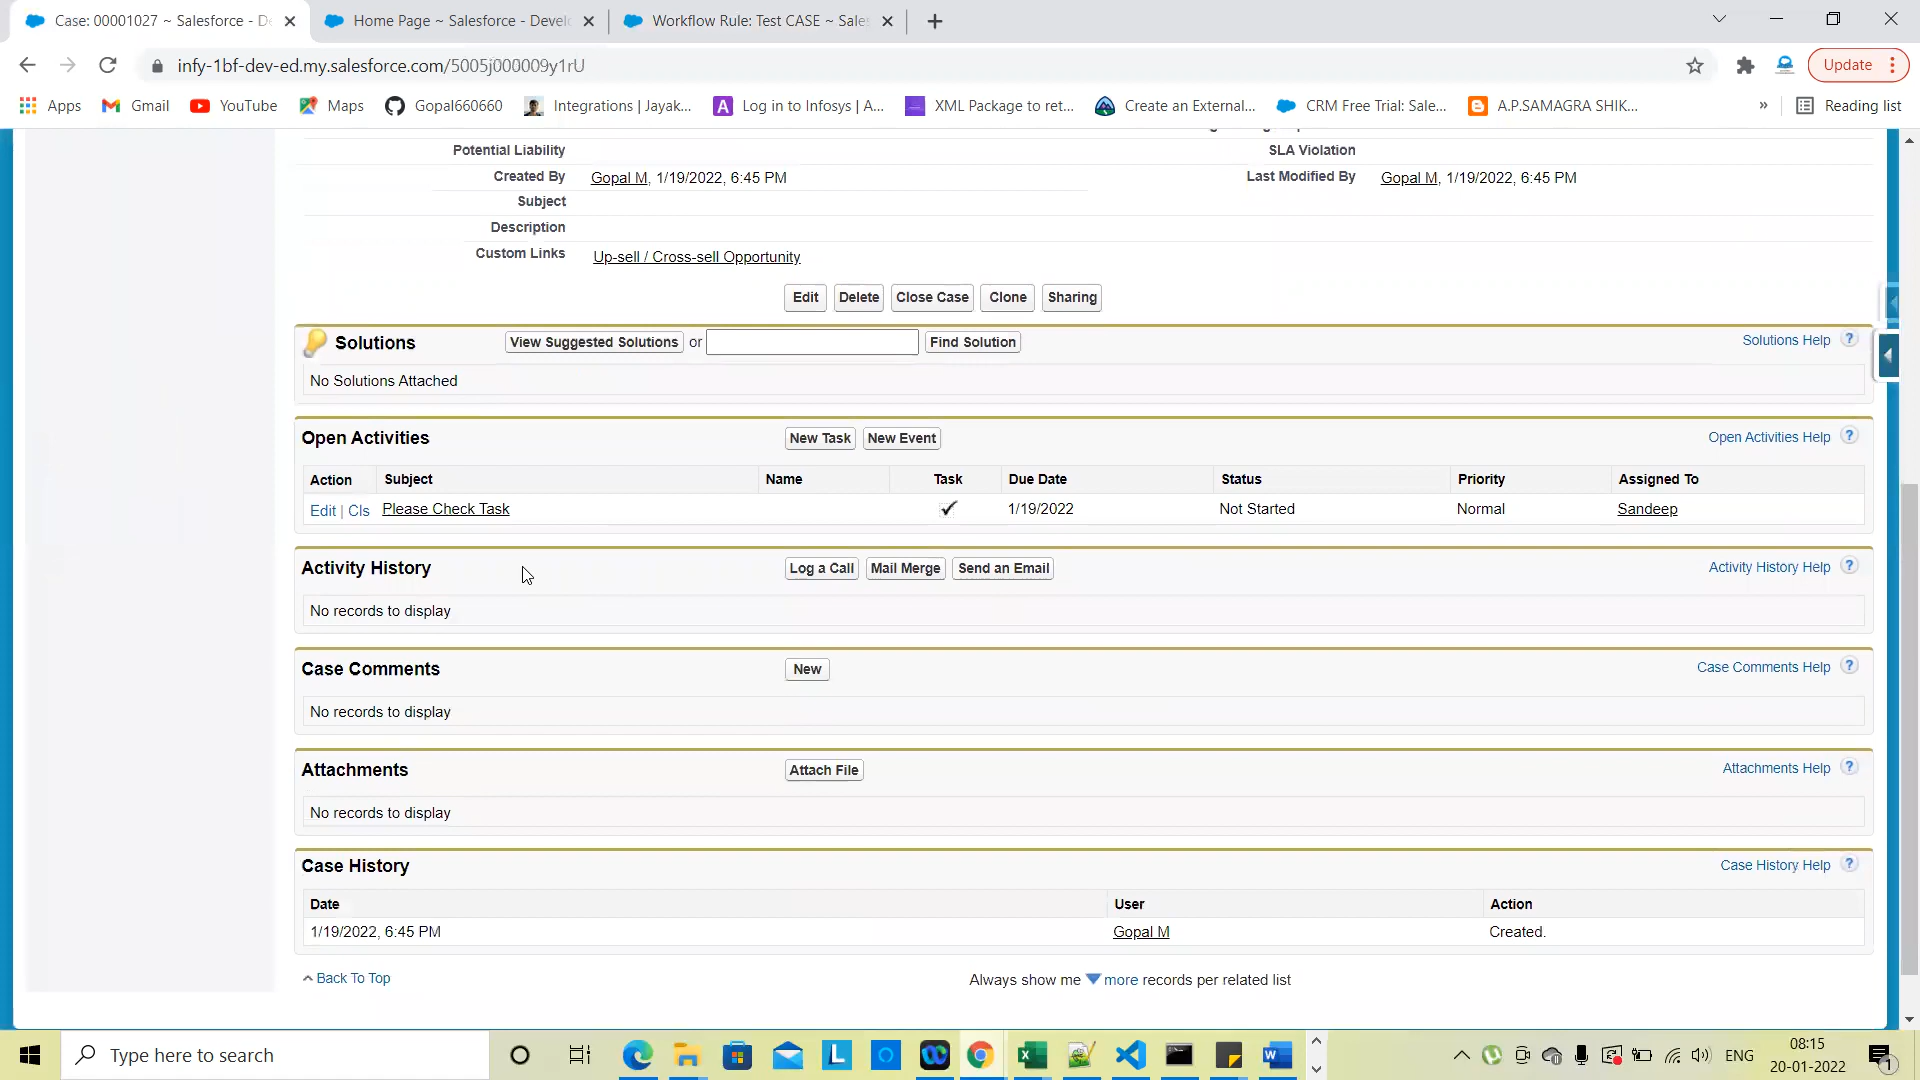 Case: 00001027 ~ Salesforce - De
Home Page ~ Salesforce - Develo
Workflow Rule: Test CASE ~ Sales
infy-1bf-dev-ed.my.salesforce.com/5005j000009y1rU
Update
Apps
Gmail
YouTube
Maps
Gopal660660
Integrations | Jayak...
Log in to Infosys | A...
XML Package to ret...
Create an External...
CRM Free Trial: Sale...
A.P.SAMAGRA SHIK...
»
Reading list
Potential Liability
SLA Violation
Created By Gopal M, 1/19/2022, 6:45 PM
Last Modified By Gopal M, 1/19/2022, 6:45 PM
Subject
Description
Custom Links Up-sell / Cross-sell Opportunity
Edit Delete Close Case Clone Sharing
Solutions View Suggested Solutions or Find Solution Solutions Help ?
No Solutions Attached
Open Activities New Task New Event Open Activities Help ?
Action Subject Name Task Due Date Status Priority Assigned To
Edit | Cls Please Check Task 1/19/2022 Not Started Normal Sandeep
Activity History Log a Call Mail Merge Send an Email Activity History Help ?
No records to display
Case Comments New Case Comments Help ?
No records to display
Attachments Attach File Attachments Help ?
No records to display
Case History Case History Help ?
Date User Action
1/19/2022, 6:45 PM Gopal M Created.
Back To Top
Always show me more records per related list
Type here to search
ENG
08:15
20-01-2022
1